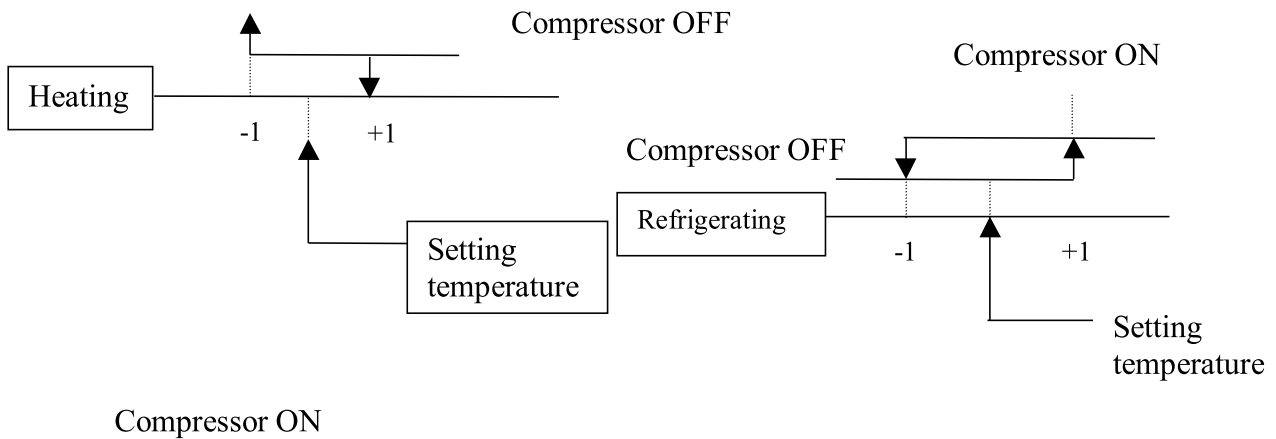 Compressor OFF
Compressor ON
Heating
-1
+1
Compressor OFF
Refrigerating
-1
+1
Setting
temperature
Setting
temperature
Compressor ON